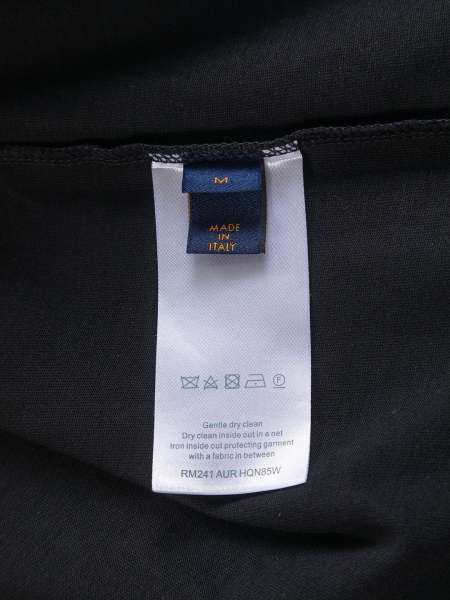 M
MADE
IN
ITALY
Gentle dry clean
Dry clean inside out in a net
Iron inside out protecting garment
with a fabric in between
RM241 AUR HQN85W